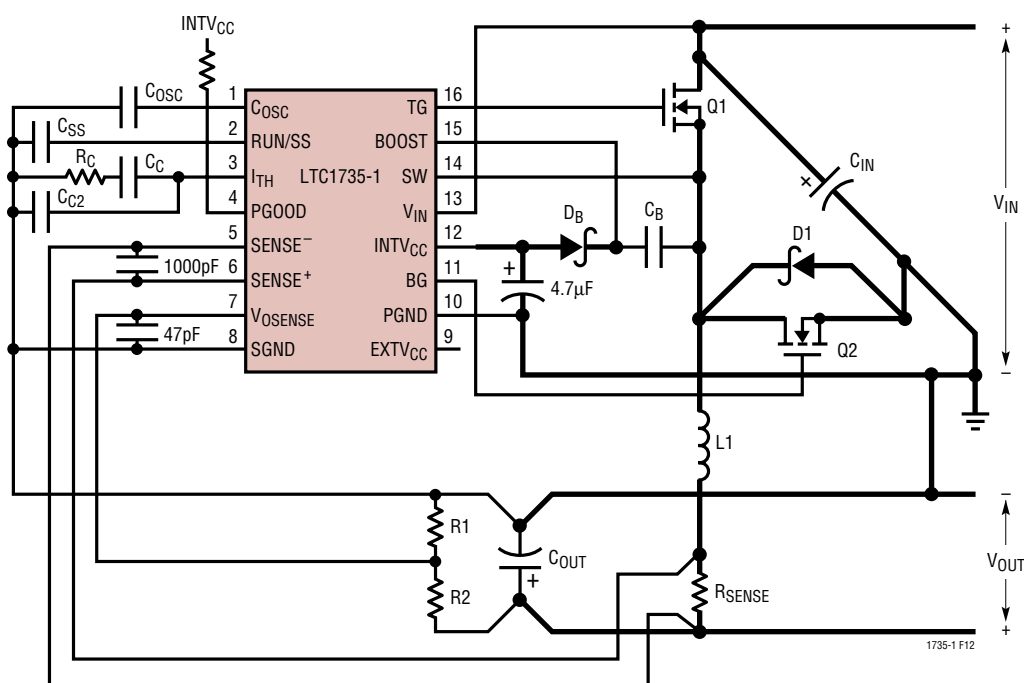 INTVCC
COSC
CSS
RC
CC
CC2
1
2
3
4
5
6
7
8
COSC
RUN/SS
ITH
PGOOD
SENSE−
SENSE+
VOSENSE
SGND
LTC1735-1
TG
BOOST
SW
VIN
INTVCC
BG
PGND
EXTVCC
16
15
14
13
12
11
10
9
1000pF
47pF
DB
CB
+
4.7µF
Q1
+
CIN
D1
Q2
+
VIN
−
L1
R1
R2
COUT
+
RSENSE
−
VOUT
+
1735-1 F12